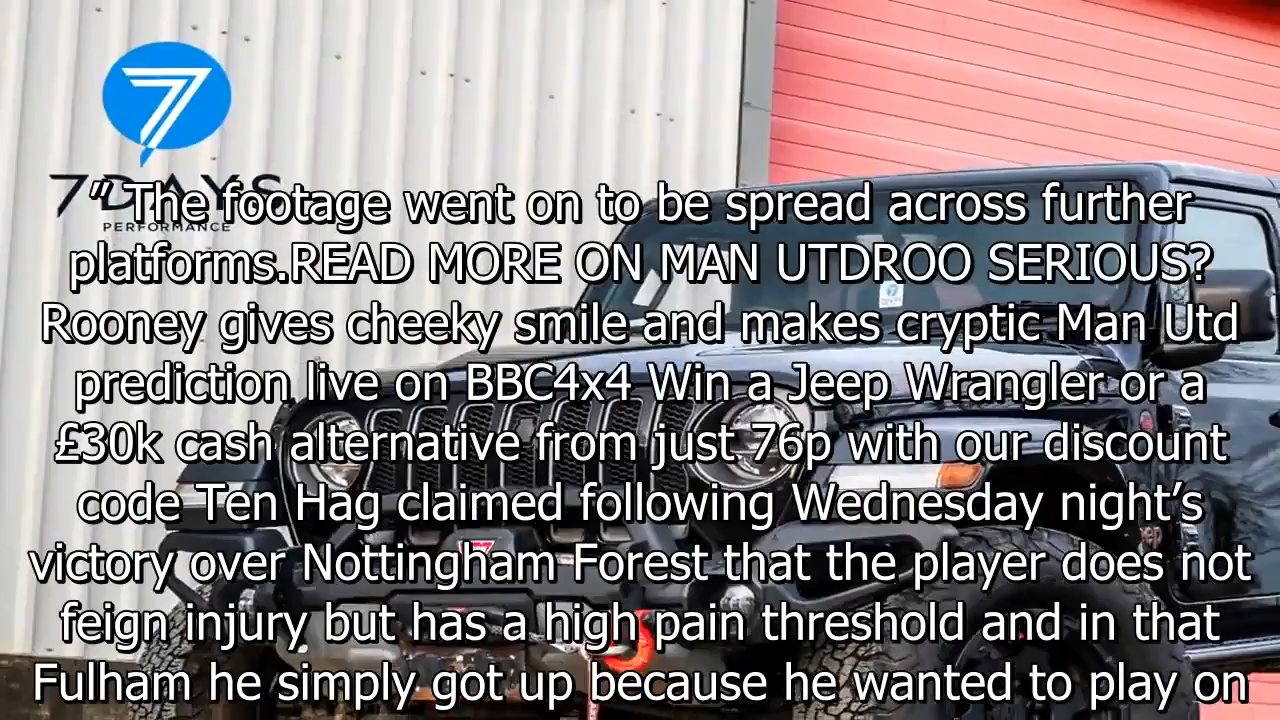 7
7DAYS
PERFORMANCE
” The footage went on to be spread across further
platforms.READ MORE ON MAN UTDROO SERIOUS?
Rooney gives cheeky smile and makes cryptic Man Utd
prediction live on BBC4x4 Win a Jeep Wrangler or a
£30k cash alternative from just 76p with our discount
code Ten Hag claimed following Wednesday night’s
victory over Nottingham Forest that the player does not
feign injury but has a high pain threshold and in that
Fulham he simply got up because he wanted to play on